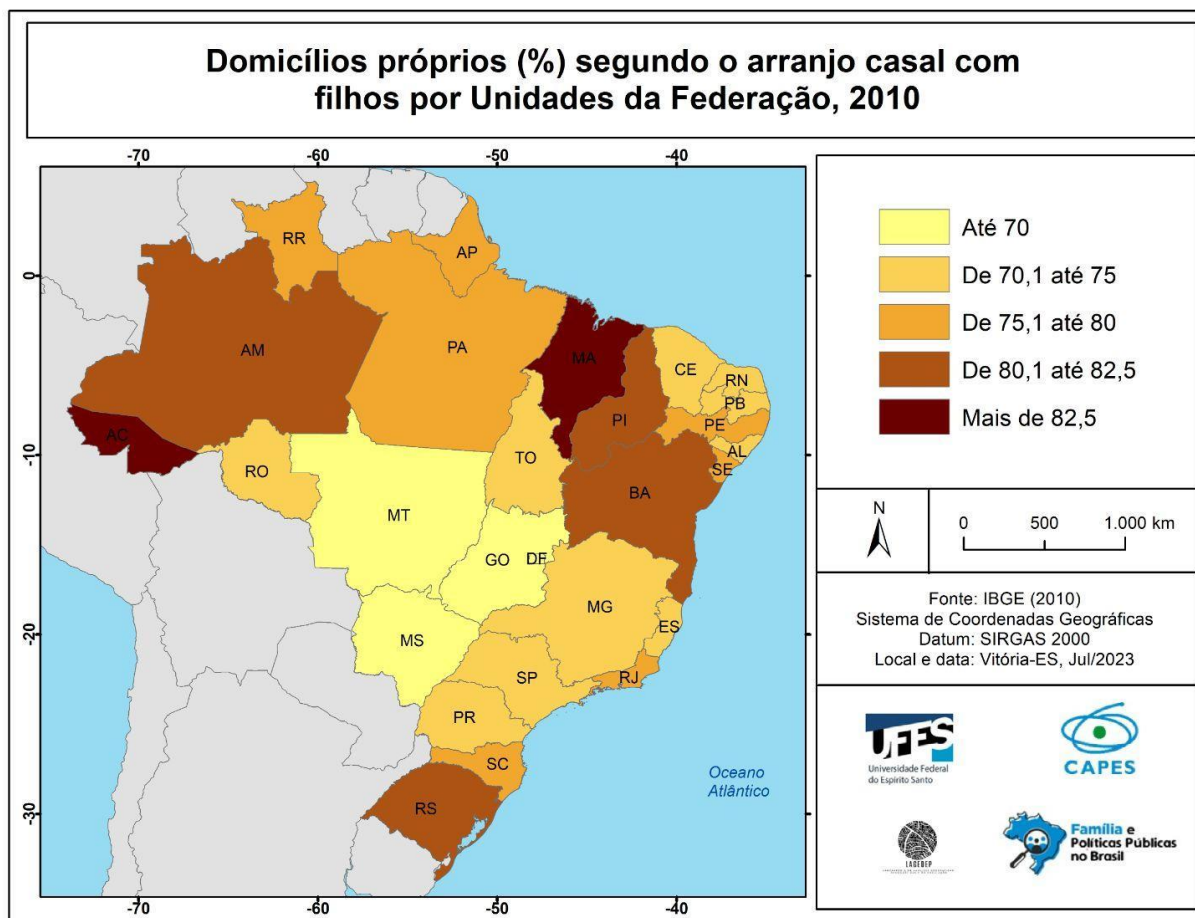 Domicílios próprios (%) segundo o arranjo casal com
filhos por Unidades da Federação, 2010
-70
-60
-50
-40
0
-10
-20
-30
RR
AP
AM
PA
MA
CE
RN
PB
PE
PI
AL
SE
AC
RO
TO
BA
MT
GO
DF
MG
ES
MS
SP
RJ
PR
SC
RS
Oceano
Atlântico
-70
-60
-50
-40
Até 70
De 70,1 até 75
De 75,1 até 80
De 80,1 até 82,5
Mais de 82,5
N
0 500 1.000 km
Fonte: IBGE (2010)
Sistema de Coordenadas Geográficas
Datum: SIRGAS 2000
Local e data: Vitória-ES, Jul/2023
UFES
Universidade Federal
do Espírito Santo
CAPES
Família e
Políticas Públicas
no Brasil